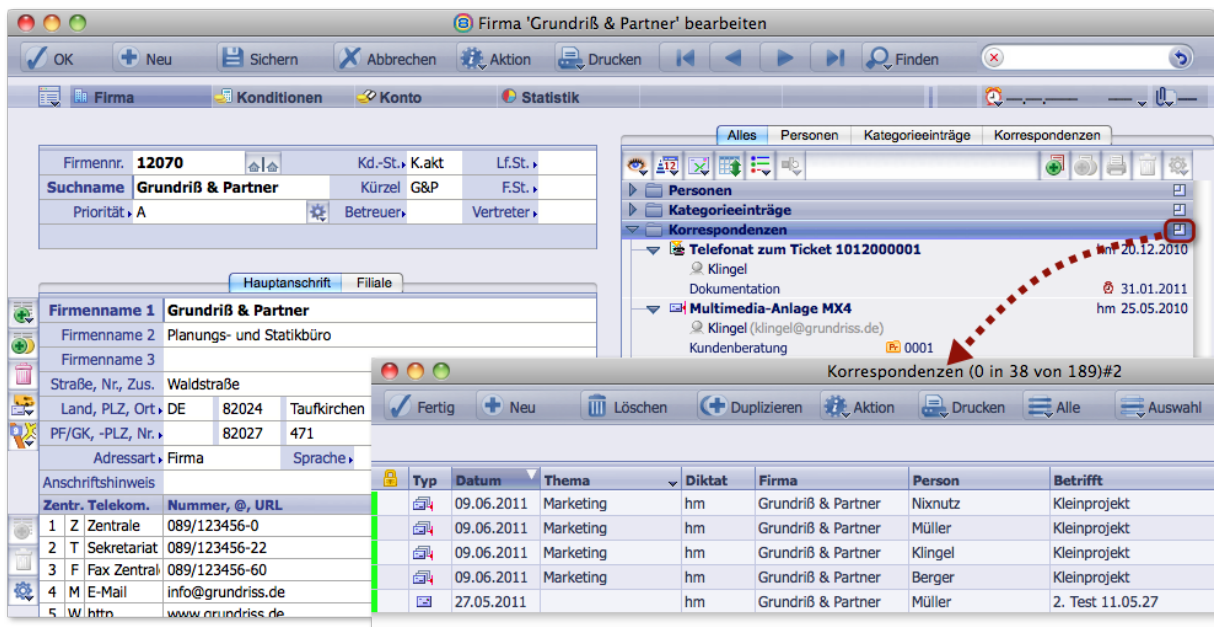 Firma 'Grundriß & Partner' bearbeiten
OK Neu Sichern Abbrechen Aktion Drucken Finden
Firma Konditionen Konto Statistik
Alles Personen Kategorieeinträge Korrespondenzen
Firmennr. 12070 Kd.-St. K.akt Lf.St.
Suchname Grundriß & Partner Kürzel G&P F.St.
Priorität A Betreuer Vertreter
Personen
Kategorieeinträge
Korrespondenzen
Telefonat zum Ticket 1012000001 hm 20.12.2010
Klingel
Dokumentation 31.01.2011
Multimedia-Anlage MX4 hm 25.05.2010
Klingel (klingel@grundriss.de)
Kundenberatung Pr 0001
Hauptanschrift Filiale
Firmenname 1 Grundriß & Partner
Firmenname 2 Planungs- und Statikbüro
Firmenname 3
Straße, Nr., Zus. Waldstraße
Land, PLZ, Ort DE 82024 Taufkirchen
PF/GK, -PLZ, Nr. 82027 471
Adressart Firma Sprache
Anschriftshinweis
Zentr. Telekom. Nummer, @, URL
1 Z Zentrale 089/123456-0
2 T Sekretariat 089/123456-22
3 F Fax Zentral 089/123456-60
4 M E-Mail info@grundriss.de
5 W http www.grundriss.de
Korrespondenzen (0 in 38 von 189)#2
Fertig Neu Löschen Duplizieren Aktion Drucken Alle Auswahl
Typ Datum Thema Diktat Firma Person Betrifft
09.06.2011 Marketing hm Grundriß & Partner Nixnutz Kleinprojekt
09.06.2011 Marketing hm Grundriß & Partner Müller Kleinprojekt
09.06.2011 Marketing hm Grundriß & Partner Klingel Kleinprojekt
09.06.2011 Marketing hm Grundriß & Partner Berger Kleinprojekt
27.05.2011 hm Grundriß & Partner Müller 2. Test 11.05.27